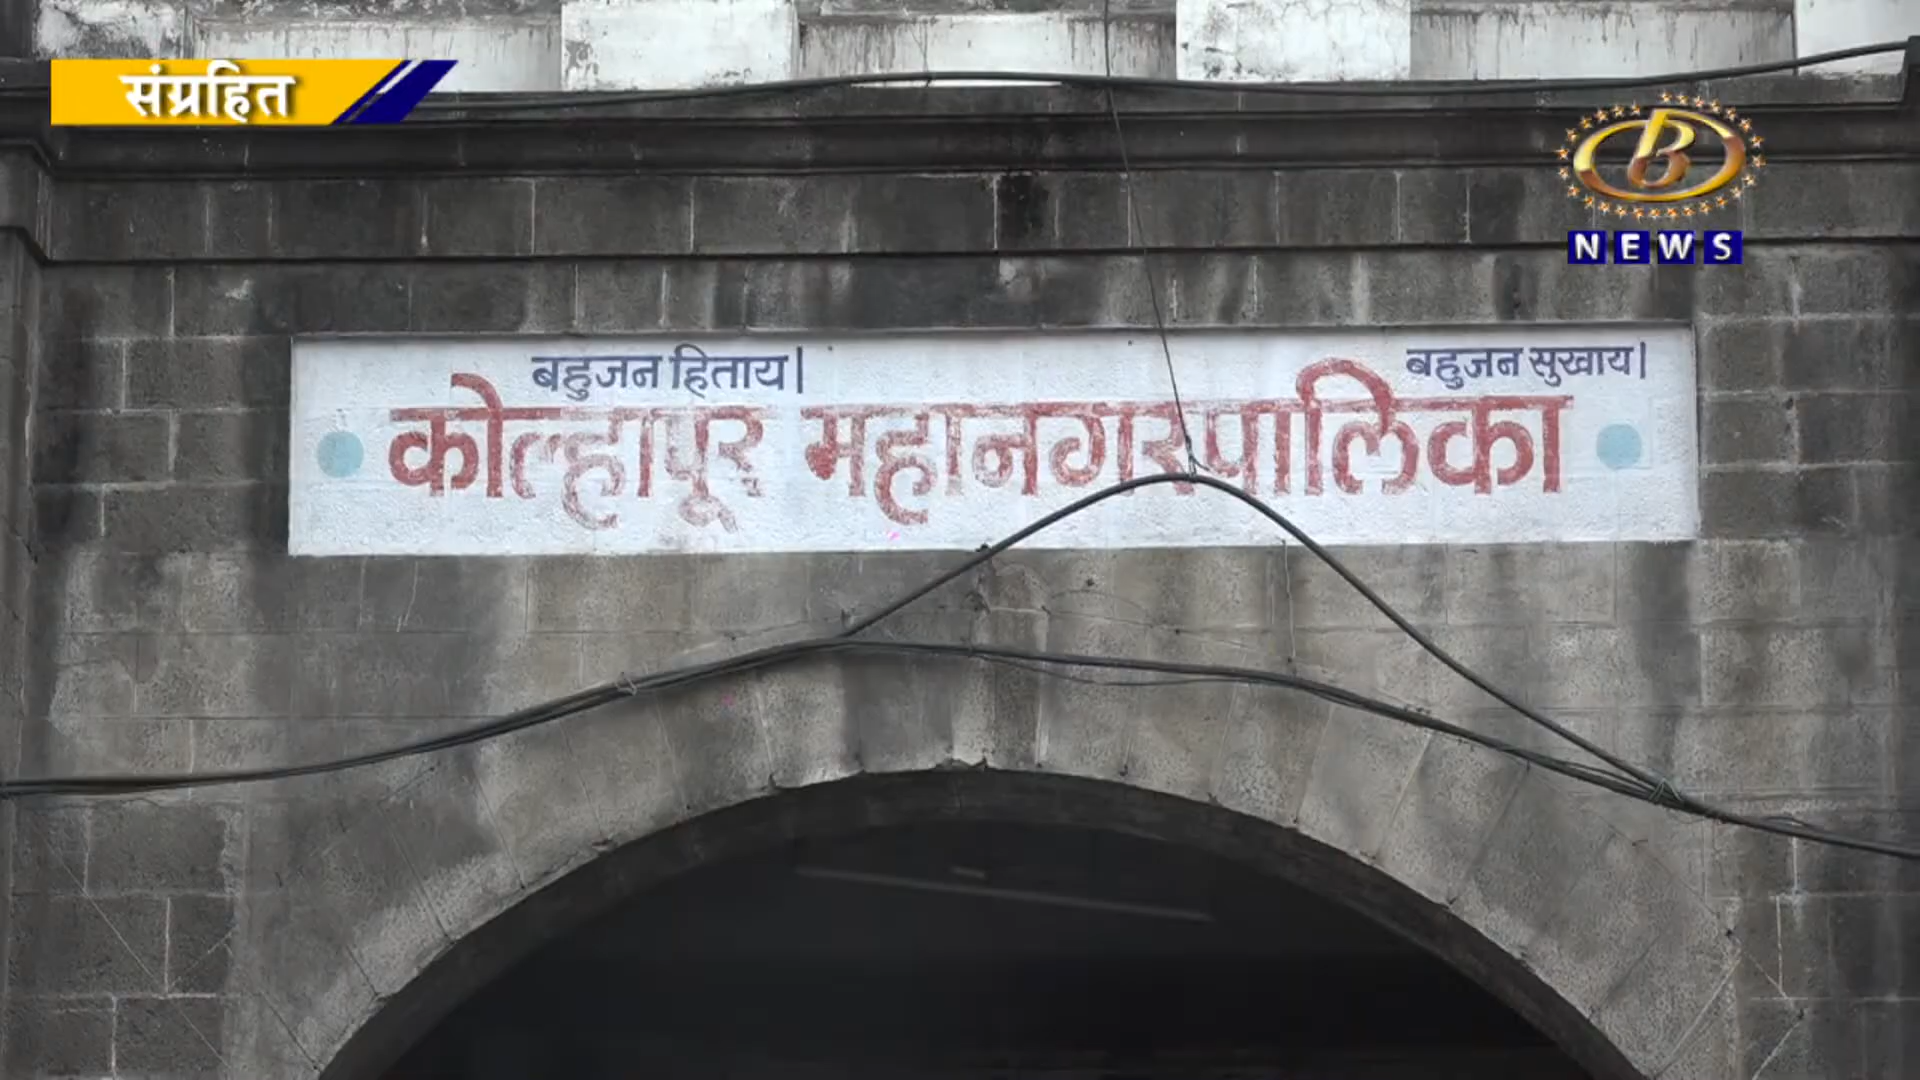 संग्रहित
B
NEWS
बहुजन हिताय| बहुजन सुखाय|
कोल्हापूर महानगरपालिका